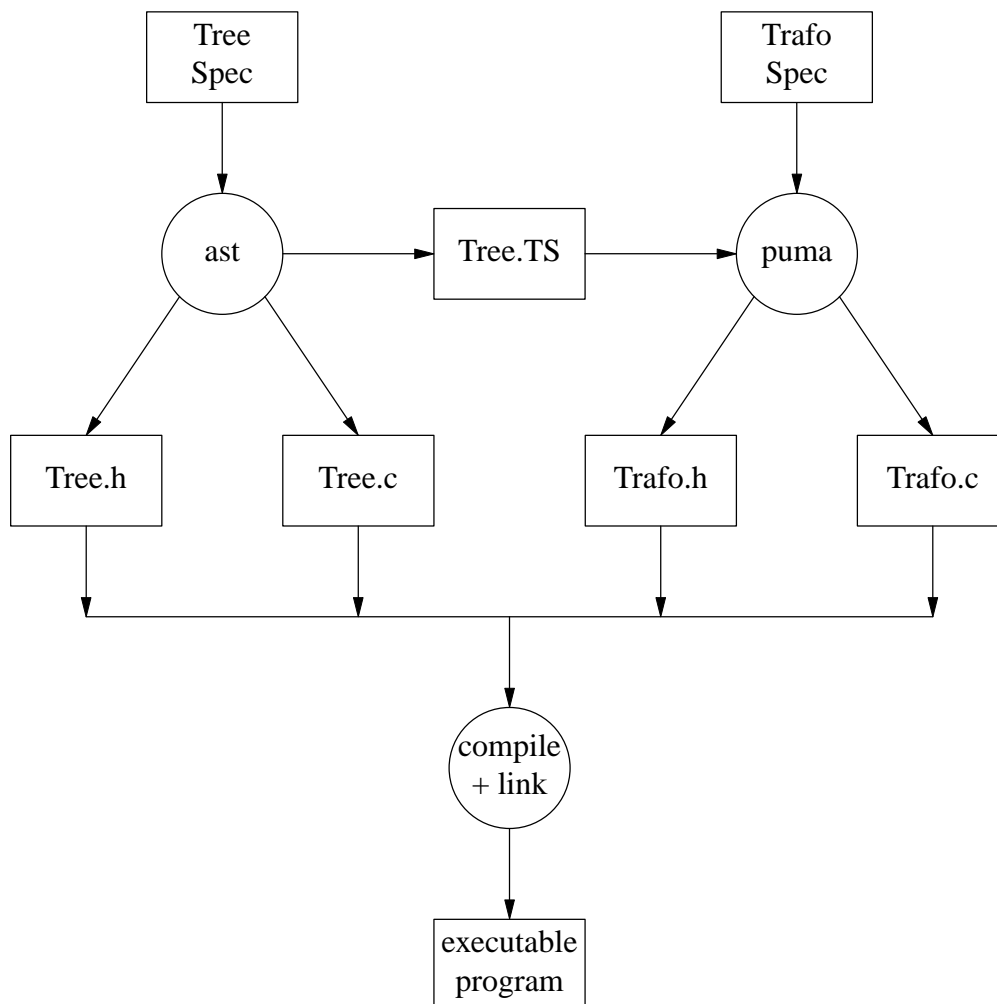 Tree
Spec
Trafo
Spec
ast
Tree.TS
puma
Tree.h
Tree.c
Trafo.h
Trafo.c
compile
+ link
executable
program